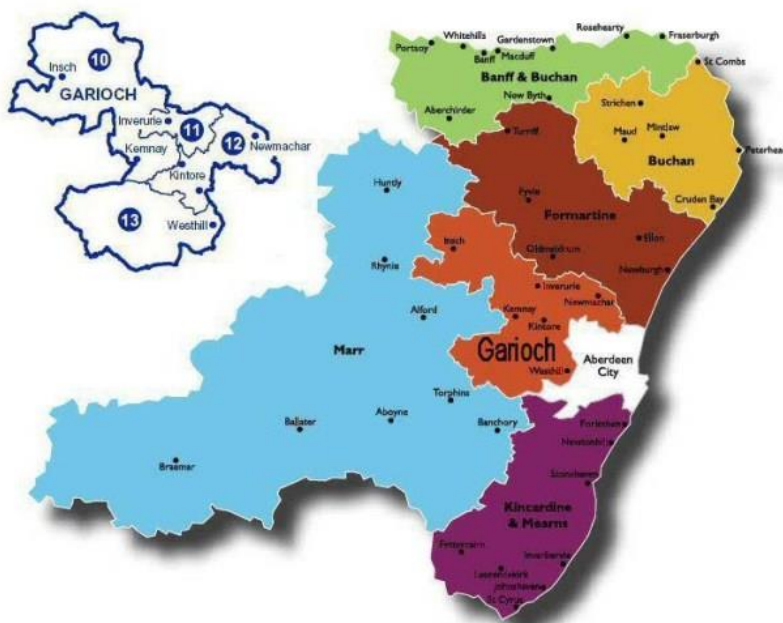 10
Insch
GARIOCH
Inverurie
11
12
Kemnay
Newmachar
Kintore
13
Westhill
Rosehearty
Fraserburgh
Whitehills
Gardenstown
Portsoy
Banff
Macduff
St Combs
Banff & Buchan
New Byth
Strichen
Aberchirder
Turriff
Maud
Mintlaw
Peterhead
Buchan
Huntly
Fyvie
Cruden Bay
Formartine
Insch
Oldmeldrum
Ellon
Rhynie
Newburgh
Inverurie
Newmachar
Alford
Kemnay
Kintore
Marr
Garioch
Aberdeen
City
Westhill
Torphins
Ballater
Aboyne
Banchory
Portlethen
Newtonhill
Braemar
Stonehaven
Kincardine
& Mearns
Fettercairn
Inverbervie
Laurencekirk
Johnshaven
St Cyrus